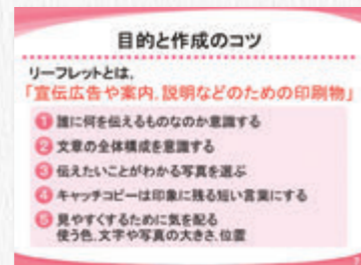 目的と作成のコツ
リーフレットとは、
「宣伝広告や案内、説明などのための印刷物」
1 誰に何を伝えるものなのか意識する
2 文章の全体構成を意識する
3 伝えたいことがわかる写真を選ぶ
4 キャッチコピーは印象に残る短い言葉にする
5 見やすくするために気を配る
使う色、文字や写真の大きさ、位置